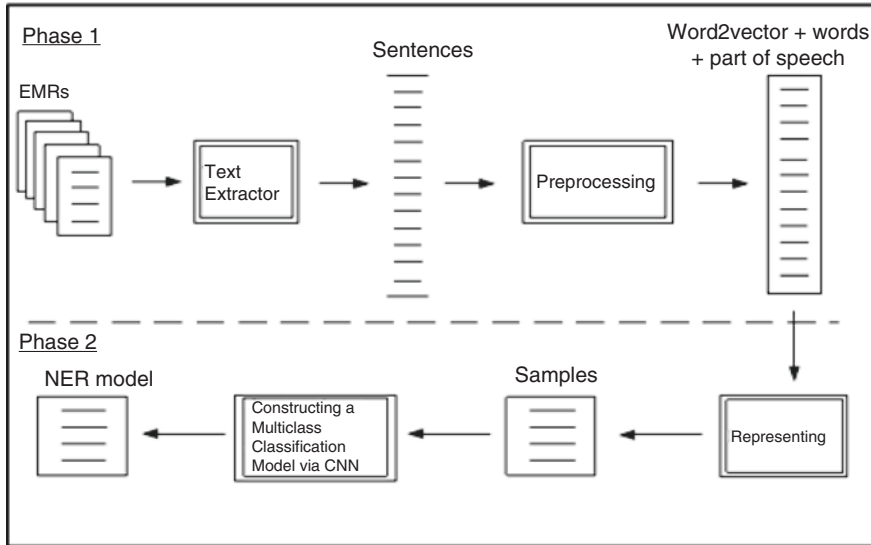 Phase 1
EMRs
Text
Extractor
Sentences
Preprocessing
Word2vector + words
+ part of speech
Phase 2
NER model
Constructing a
Multiclass
Classification
Model via CNN
Samples
Representing